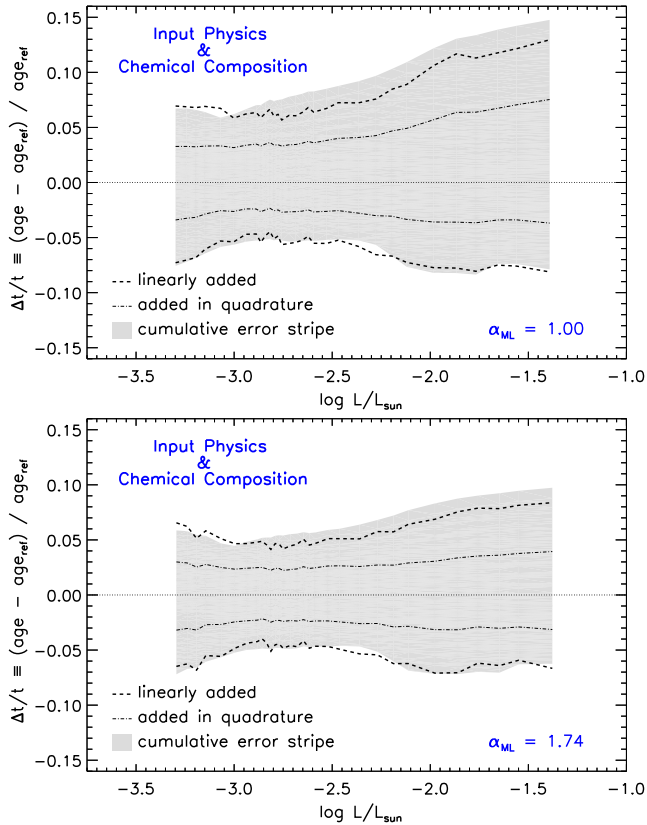 Input Physics
&
Chemical Composition
0.15
0.10
0.05
0.00
−0.05
−0.10
−0.15
Δt/t ≡ (age − age_ref) / age_ref
linearly added
added in quadrature
cumulative error stripe
α_ML = 1.00
−3.5 −3.0 −2.5 −2.0 −1.5 −1.0
log L/L_sun
Input Physics
&
Chemical Composition
0.15
0.10
0.05
0.00
−0.05
−0.10
−0.15
Δt/t ≡ (age − age_ref) / age_ref
linearly added
added in quadrature
cumulative error stripe
α_ML = 1.74
−3.5 −3.0 −2.5 −2.0 −1.5 −1.0
log L/L_sun